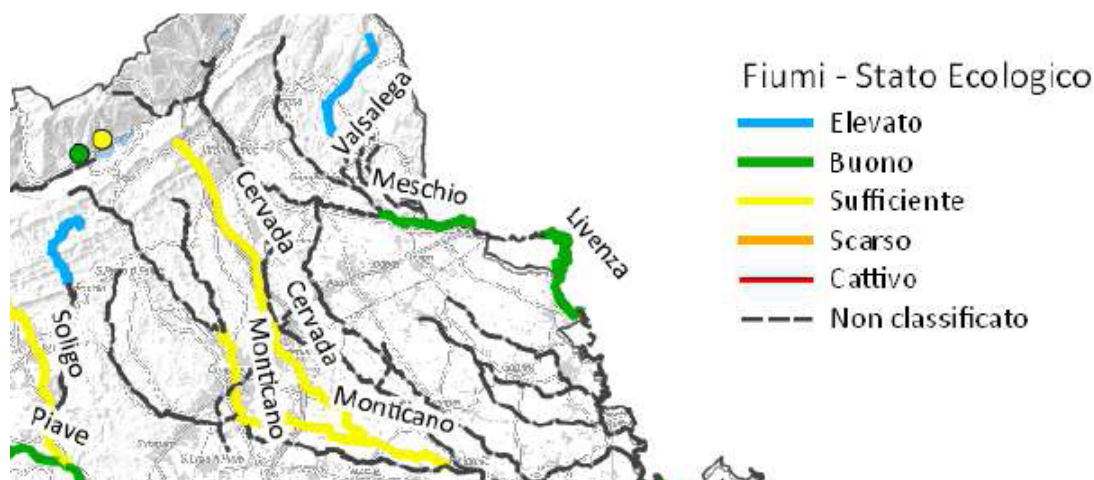 Fiumi - Stato Ecologico
Elevato
Buono
Sufficiente
Scarso
Cattivo
Non classificato
Valsalega
Meschio
Cervada
Livenza
Cervada
Soligo
Monticano
Monticano
Piave